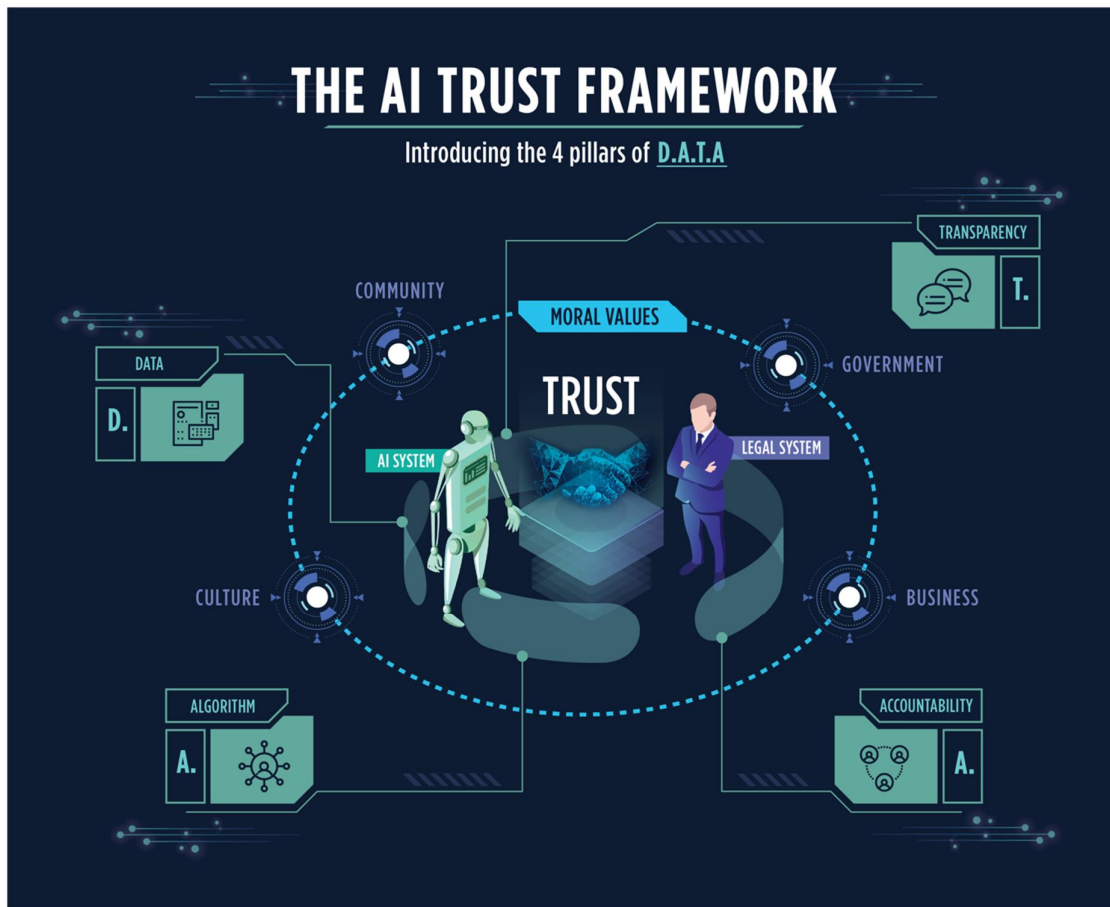 THE AI TRUST FRAMEWORK
Introducing the 4 pillars of D.A.T.A
TRANSPARENCY
T.
COMMUNITY
MORAL VALUES
GOVERNMENT
DATA
D.
TRUST
AI SYSTEM
LEGAL SYSTEM
CULTURE
BUSINESS
ALGORITHM
A.
ACCOUNTABILITY
A.